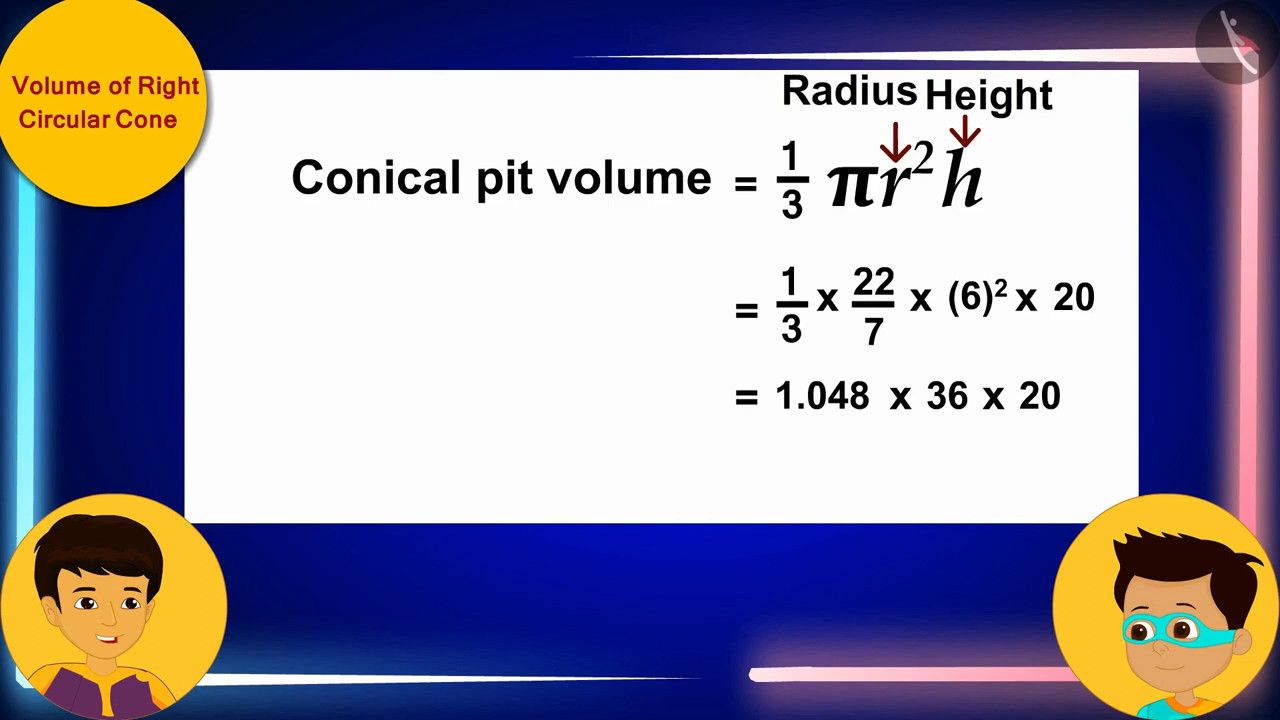 Volume of Right
Circular Cone
Radius Height
Conical pit volume = 1/3 πr²h
= 1/3 x 22/7 x (6)² x 20
= 1.048 x 36 x 20